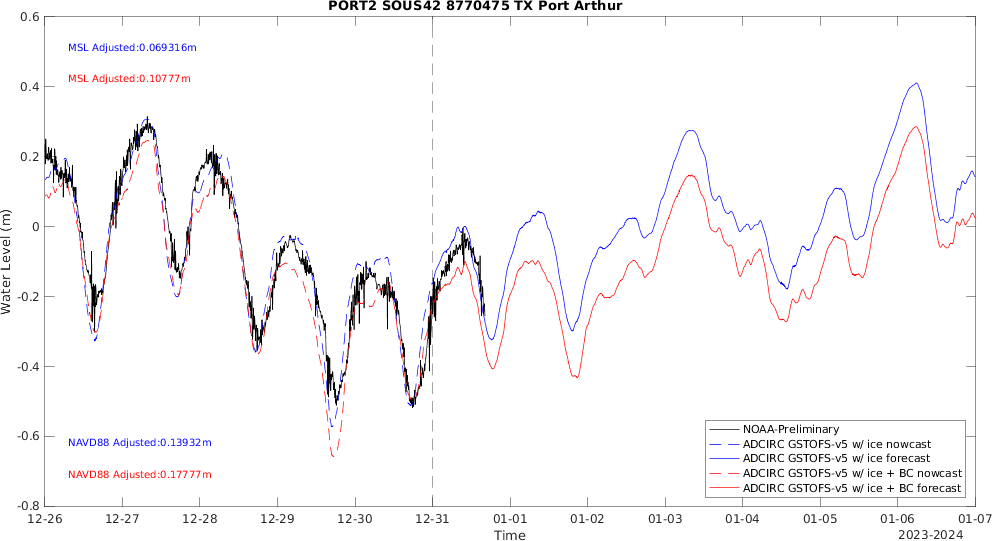 PORT2 SOUS42 8770475 TX Port Arthur
0.6
0.4
0.2
0
-0.2
-0.4
-0.6
-0.8
Water Level (m)
MSL Adjusted:0.069316m
MSL Adjusted:0.10777m
NAVD88 Adjusted:0.13932m
NAVD88 Adjusted:0.17777m
NOAA-Preliminary
ADCIRC GSTOFS-v5 w/ ice nowcast
ADCIRC GSTOFS-v5 w/ ice forecast
ADCIRC GSTOFS-v5 w/ ice + BC nowcast
ADCIRC GSTOFS-v5 w/ ice + BC forecast
12-26 12-27 12-28 12-29 12-30 12-31 01-01 01-02 01-03 01-04 01-05 01-06 01-07
Time
2023-2024